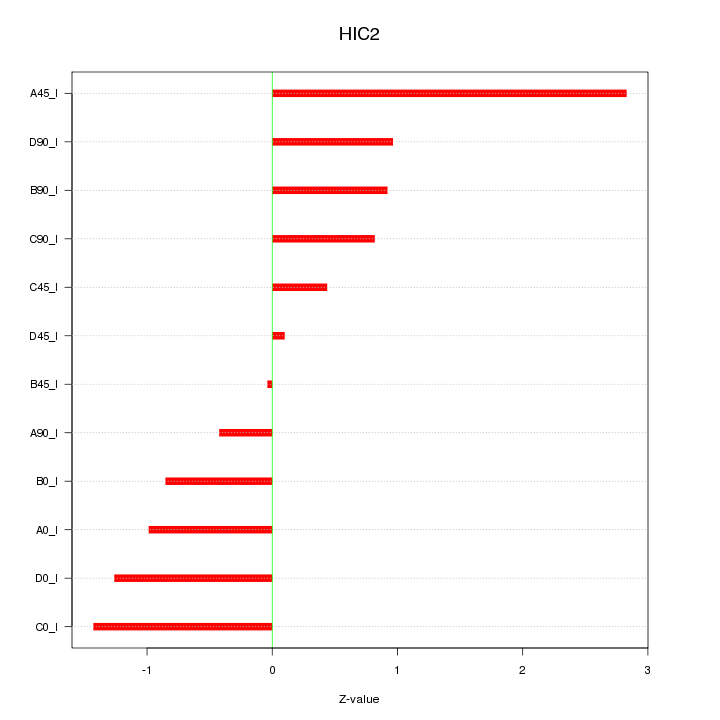 HIC2
A45_I
D90_I
B90_I
C90_I
C45_I
D45_I
B45_I
A90_I
B0_I
A0_I
D0_I
C0_I
-1 0 1 2 3
Z-value